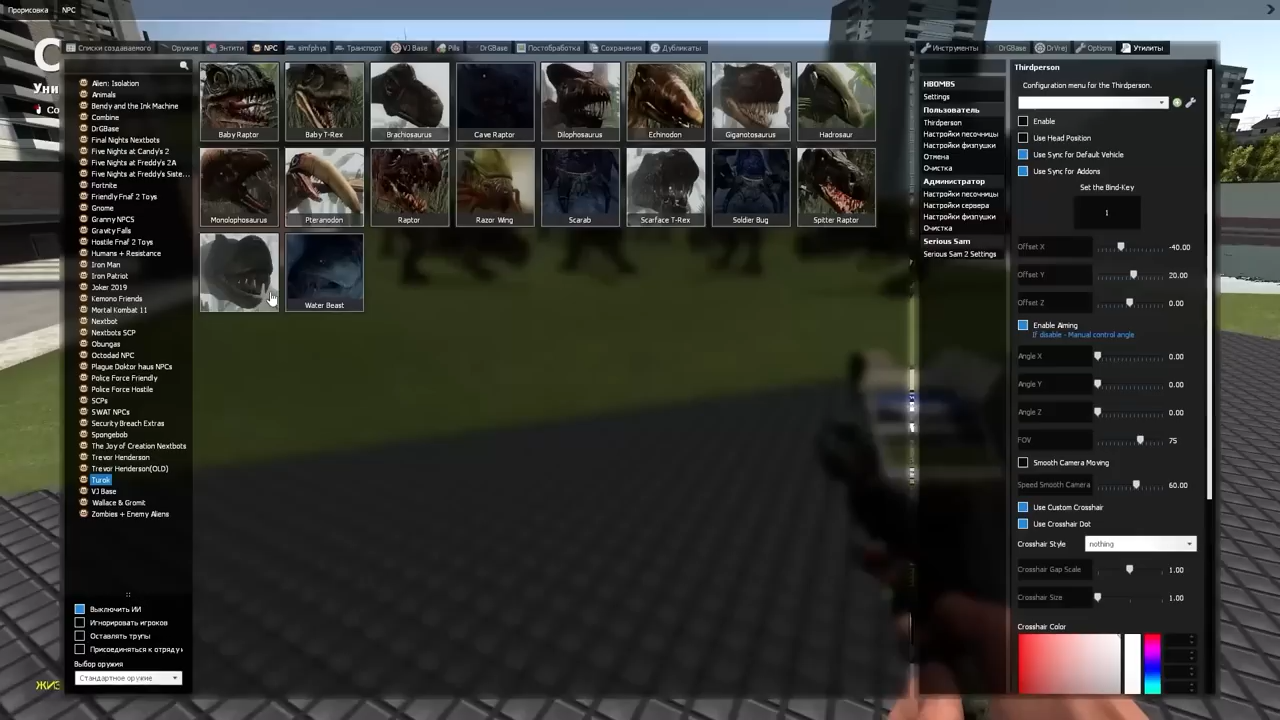 Прорисовка NPC
С
Уни
Со
ЖИЗ
Списки создаваемого Оружие Энтити NPC simfphys Транспорт VJ Base Pills DrGBase Постобработка Сохранения Дубликаты
Alien: Isolation
Animals
Bendy and the Ink Machine
Combine
DrGBase
Final Nights Nextbots
Five Nights at Candy's 2
Five Nights at Freddy's 2A
Five Nights at Freddy's Siste...
Fortnite
Friendly Fnaf 2 Toys
Gnome
Granny NPCS
Gravity Falls
Hostile Fnaf 2 Toys
Humans + Resistance
Iron Man
Iron Patriot
Joker 2019
Kemono Friends
Mortal Kombat 11
Nextbot
Nextbots SCP
Obungas
Octodad NPC
Plague Doktor haus NPCs
Police Force Friendly
Police Force Hostile
SCPs
SWAT NPCs
Security Breach Extras
Spongebob
The Joy of Creation Nextbots
Trevor Henderson
Trevor Henderson(OLD)
Turok
VJ Base
Wallace & Gromit
Zombies + Enemy Aliens
Выключить ИИ
Игнорировать игроков
Оставлять трупы
Присоединяться к отряду
Выбор оружия
Стандартное оружие
Baby Raptor Baby T-Rex Brachiosaurus Cave Raptor Dilophosaurus Echinodon Giganotosaurus Hadrosaur
Monolophosaurus Pteranodon Raptor Razor Wing Scarab Scarface T-Rex Soldier Bug Spitter Raptor
Water Beast
Инструменты DrGBase DrVrej Options Утилиты
HBOMBS
Settings
Пользователь
Thirdperson
Настройки песочницы
Настройки физпушки
Отмена
Очистка
Администратор
Настройки песочницы
Настройки сервера
Настройки физпушки
Очистка
Serious Sam
Serious Sam 2 Settings
Thirdperson
Configuration menu for the Thirdperson.
Enable
Use Head Position
Use Sync for Default Vehicle
Use Sync for Addons
Set the Bind-Key
1
Offset X -40.00
Offset Y 20.00
Offset Z 0.00
Enable Aiming
If disable - Manual control angle
Angle X 0.00
Angle Y 0.00
Angle Z 0.00
FOV 75
Smooth Camera Moving
Speed Smooth Camera 60.00
Use Custom Crosshair
Use Crosshair Dot
Crosshair Style nothing
Crosshair Gap Scale 1.00
Crosshair Size 1.00
Crosshair Color